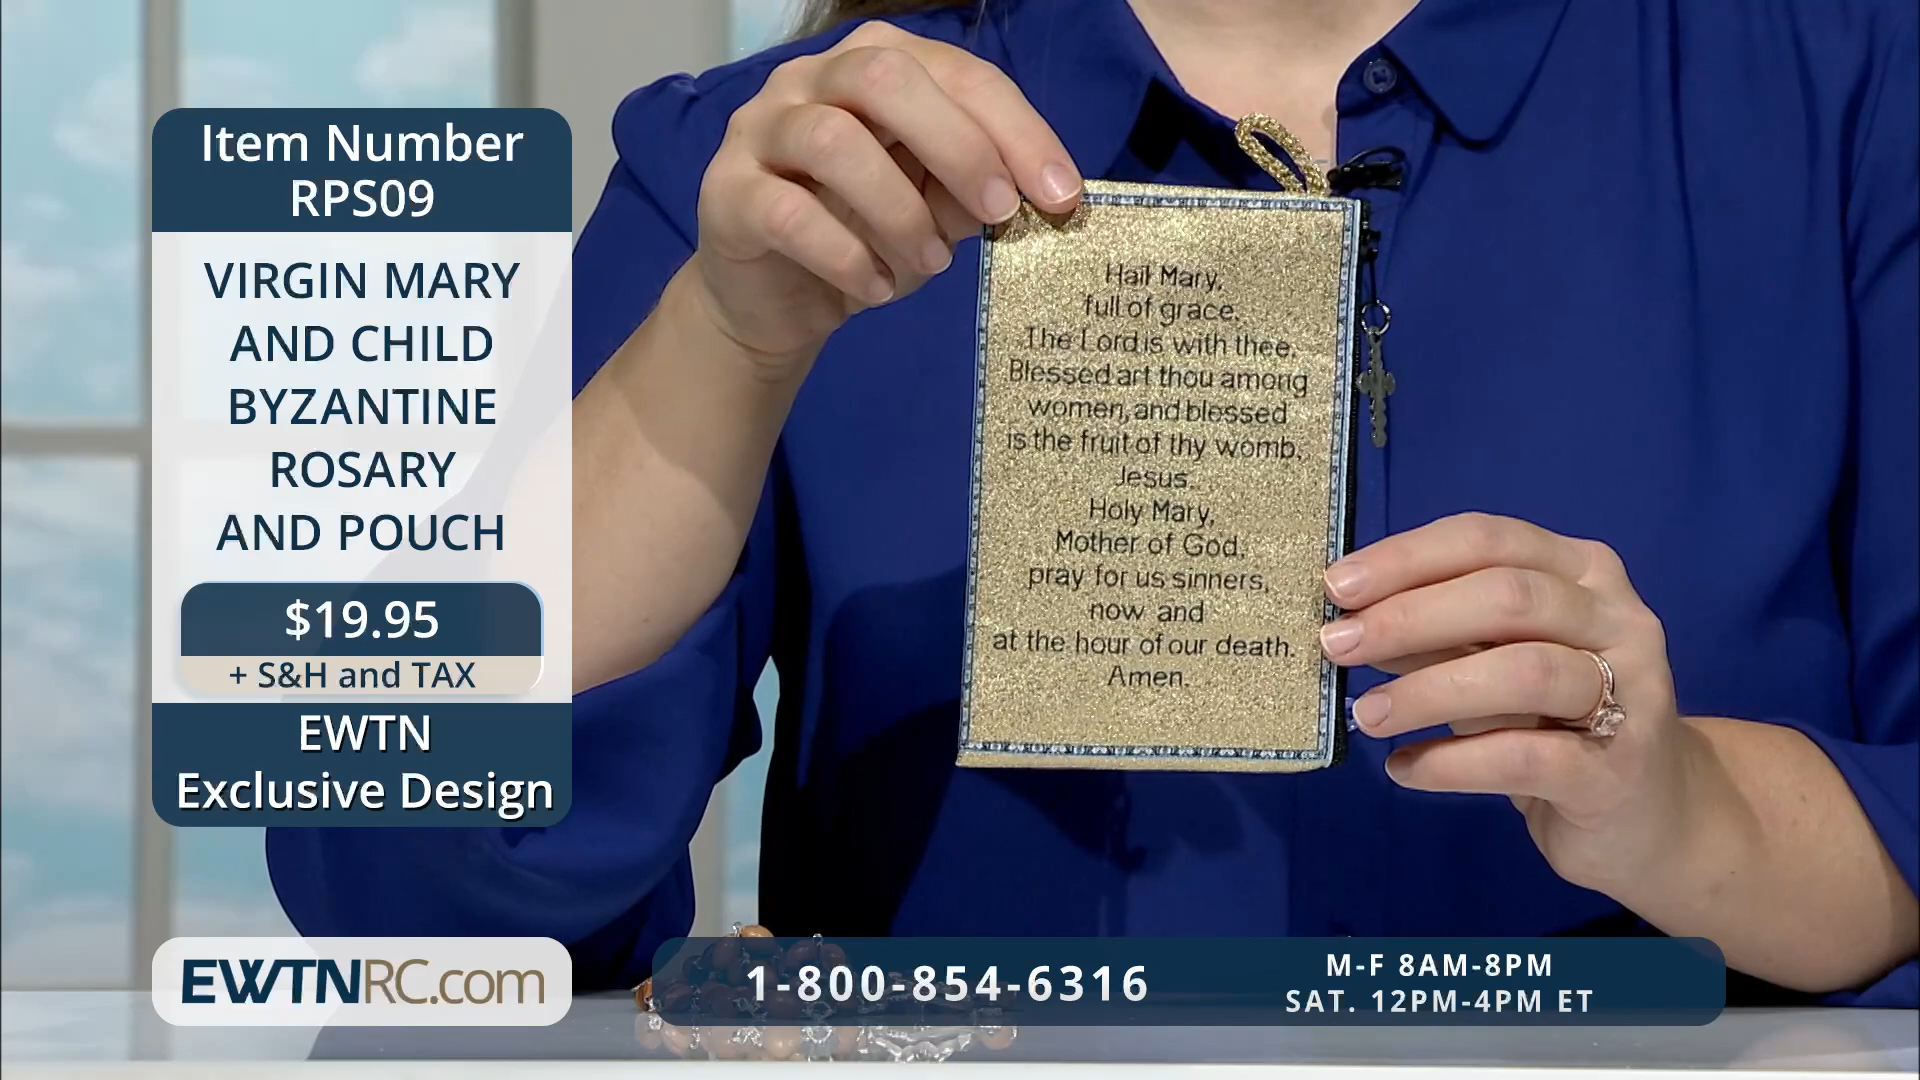 Item Number
RPS09
VIRGIN MARY
AND CHILD
BYZANTINE
ROSARY
AND POUCH
$19.95
+ S&H and TAX
EWTN
Exclusive Design
Hail Mary,
full of grace.
The Lord is with thee.
Blessed art thou among
women, and blessed
is the fruit of thy womb,
Jesus.
Holy Mary,
Mother of God,
pray for us sinners,
now and
at the hour of our death.
Amen.
EWTNRC.com
1-800-854-6316
M-F 8AM-8PM
SAT. 12PM-4PM ET